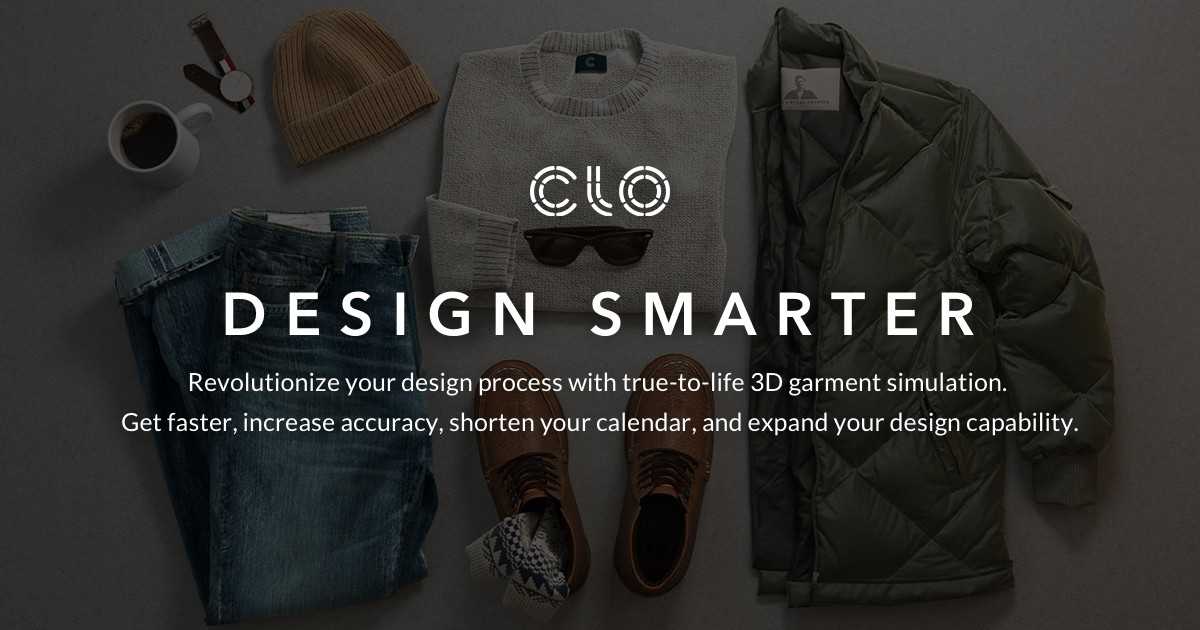 CLO
DESIGN SMARTER
Revolutionize your design process with true-to-life 3D garment simulation.
Get faster, increase accuracy, shorten your calendar, and expand your design capability.